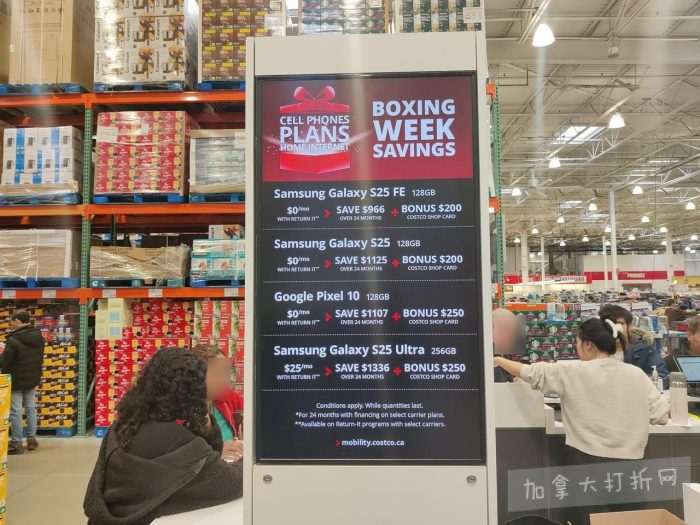 CELL PHONES
PLANS
HOME INTERNET
BOXING
WEEK
SAVINGS
Samsung Galaxy S25 FE 128GB
$0/mo SAVE $966 + BONUS $200
WITH RETURN IT** OVER 24 MONTHS COSTCO SHOP CARD
Samsung Galaxy S25 128GB
$0/mo SAVE $1125 + BONUS $200
WITH RETURN IT** OVER 24 MONTHS COSTCO SHOP CARD
Google Pixel 10 128GB
$0/mo SAVE $1107 + BONUS $250
WITH RETURN IT** OVER 24 MONTHS COSTCO SHOP CARD
Samsung Galaxy S25 Ultra 256GB
$25/mo SAVE $1336 + BONUS $250
WITH RETURN IT** OVER 24 MONTHS COSTCO SHOP CARD
Conditions apply. While quantities last.
*For 24 months with financing on select carrier plans.
**Available on Return-It programs with select carriers.
mobility.costco.ca
加拿大打折网